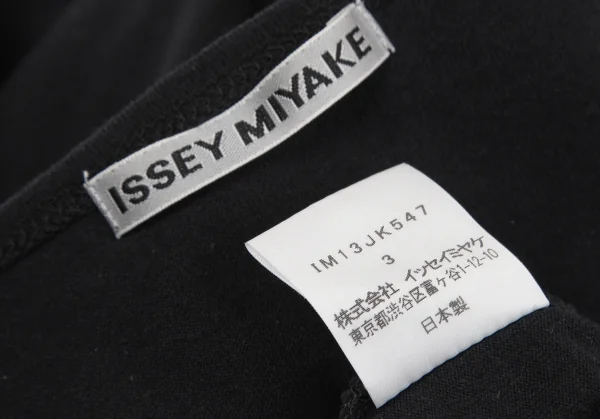 ISSEY MIYAKE
IM13JK547
3
株式会社 イッセイミヤケ
東京都渋谷区富ヶ谷1-12-10
日本製